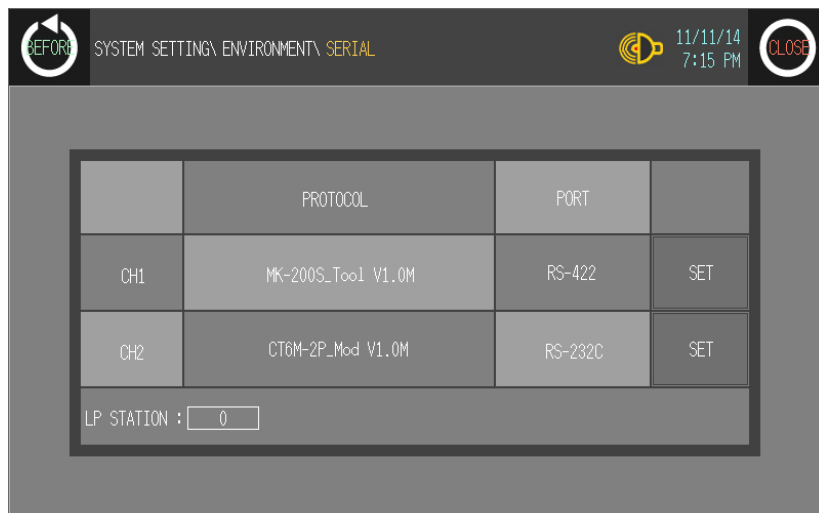 BEFORE
SYSTEM SETTING\ ENVIRONMENT\ SERIAL
11/11/14
7:15 PM
CLOSE
PROTOCOL PORT
CH1 MK-200S_Tool V1.0M RS-422 SET
CH2 CT6M-2P_Mod V1.0M RS-232C SET
LP STATION : 0